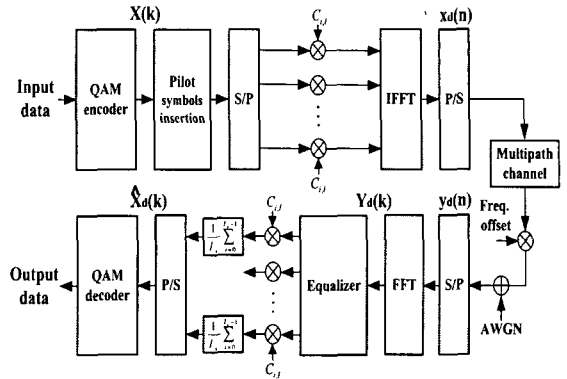 X(k)
C_{i,l}
x_d(n)
Input data
QAM encoder
Pilot symbols insertion
S/P
IFFT
P/S
C_{i,l}
Multipath channel
X̂_d(k)
C_{i,l}
Y_d(k)
y_d(n)
Freq. offset
Output data
QAM decoder
P/S
Equalizer
FFT
S/P
AWGN
C_{i,l}